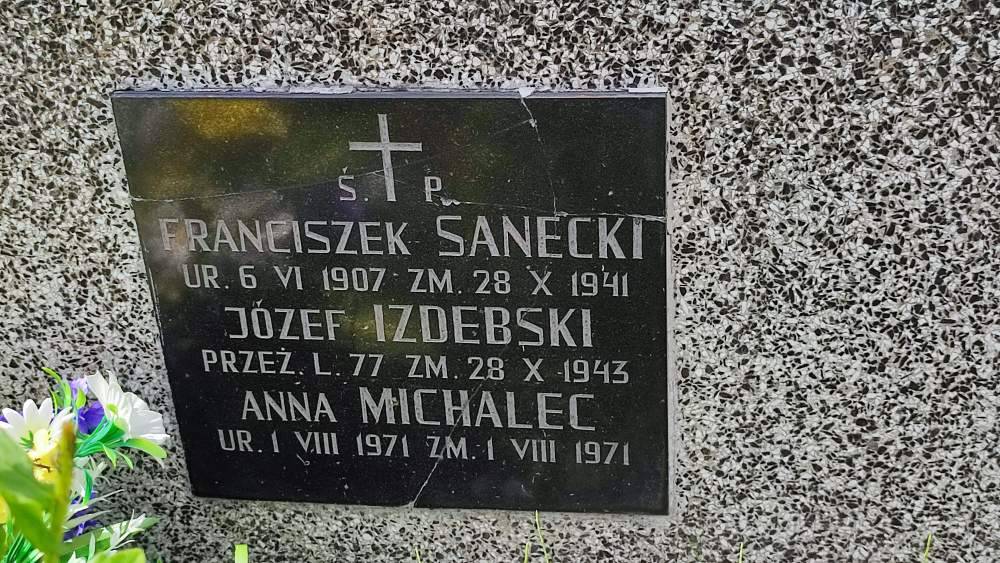 Ś. P.
FRANCISZEK SANECKI
UR. 6 VI 1907 ZM. 28 X 1941
JÓZEF IZDEBSKI
PRZEŻ. L. 77 ZM. 28 X 1943
ANNA MICHALEC
UR. 1 VIII 1971 ZM. 1 VIII 1971